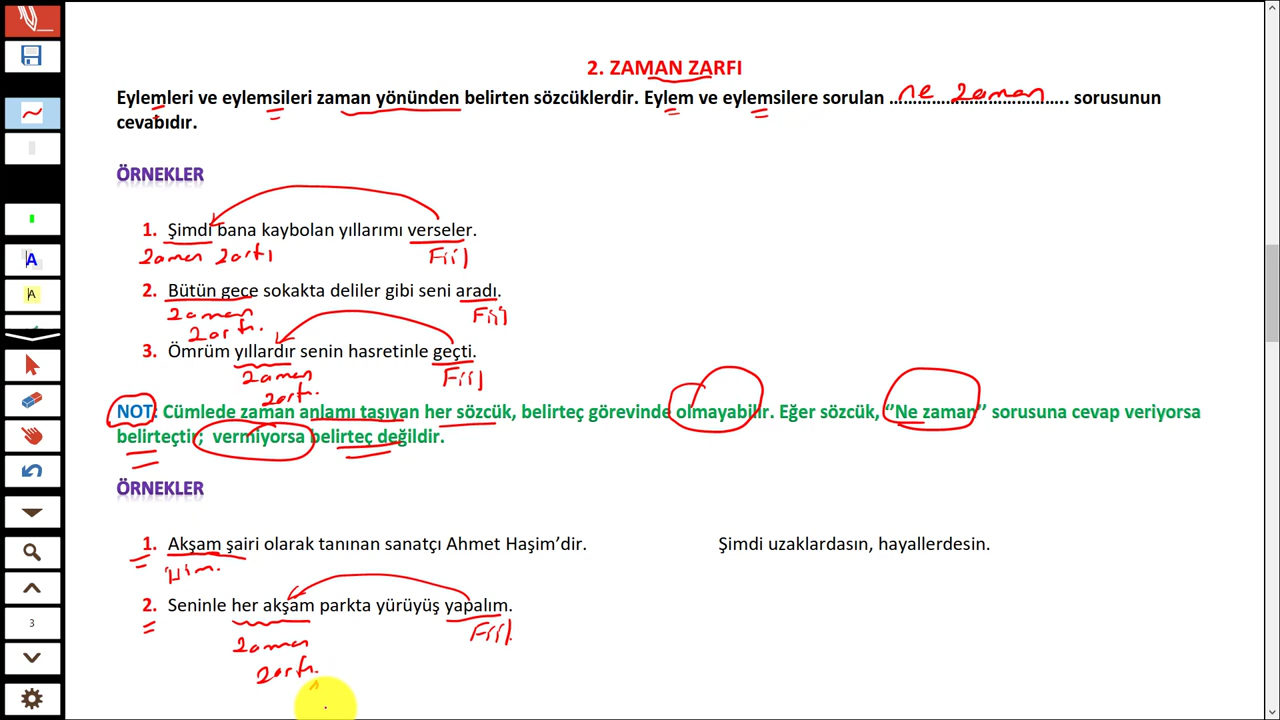 2. ZAMAN ZARFI
Eylemleri ve eylemsileri zaman yönünden belirten sözcüklerdir. Eylem ve eylemsilere sorulan ...ne zaman... sorusunun
cevabıdır.
ÖRNEKLER
1. Şimdi bana kaybolan yıllarımı verseler.
zaman zarfı Fiil
2. Bütün gece sokakta deliler gibi seni aradı.
zaman Fiil
zarfı.
3. Ömrüm yıllardır senin hasretinle geçti.
zaman Fiil
zarfı.
NOT: Cümlede zaman anlamı taşıyan her sözcük, belirteç görevinde olmayabilir. Eğer sözcük, ‘’Ne zaman’’ sorusuna cevap veriyorsa
belirteçtir; vermiyorsa belirteç değildir.
ÖRNEKLER
1. Akşam şairi olarak tanınan sanatçı Ahmet Haşim’dir. Şimdi uzaklardasın, hayallerdesin.
2. Seninle her akşam parkta yürüyüş yapalım.
zaman Fiil.
zarfı.
A
A
3